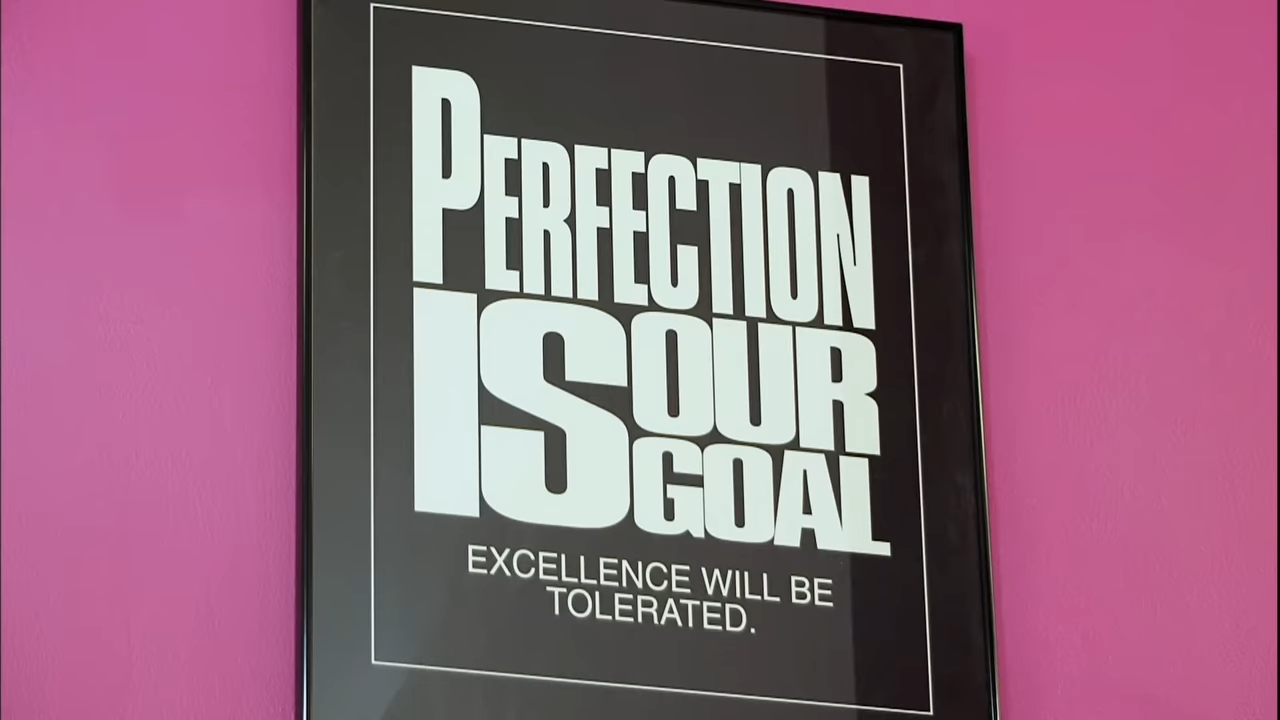 PERFECTION
IS OUR
GOAL
EXCELLENCE WILL BE
TOLERATED.